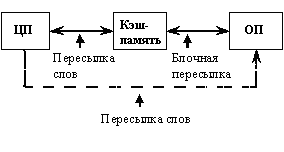 ЦП
Кэш-
память
ОП
Пересылка
слов
Блочная
пересылка
Пересылка слов